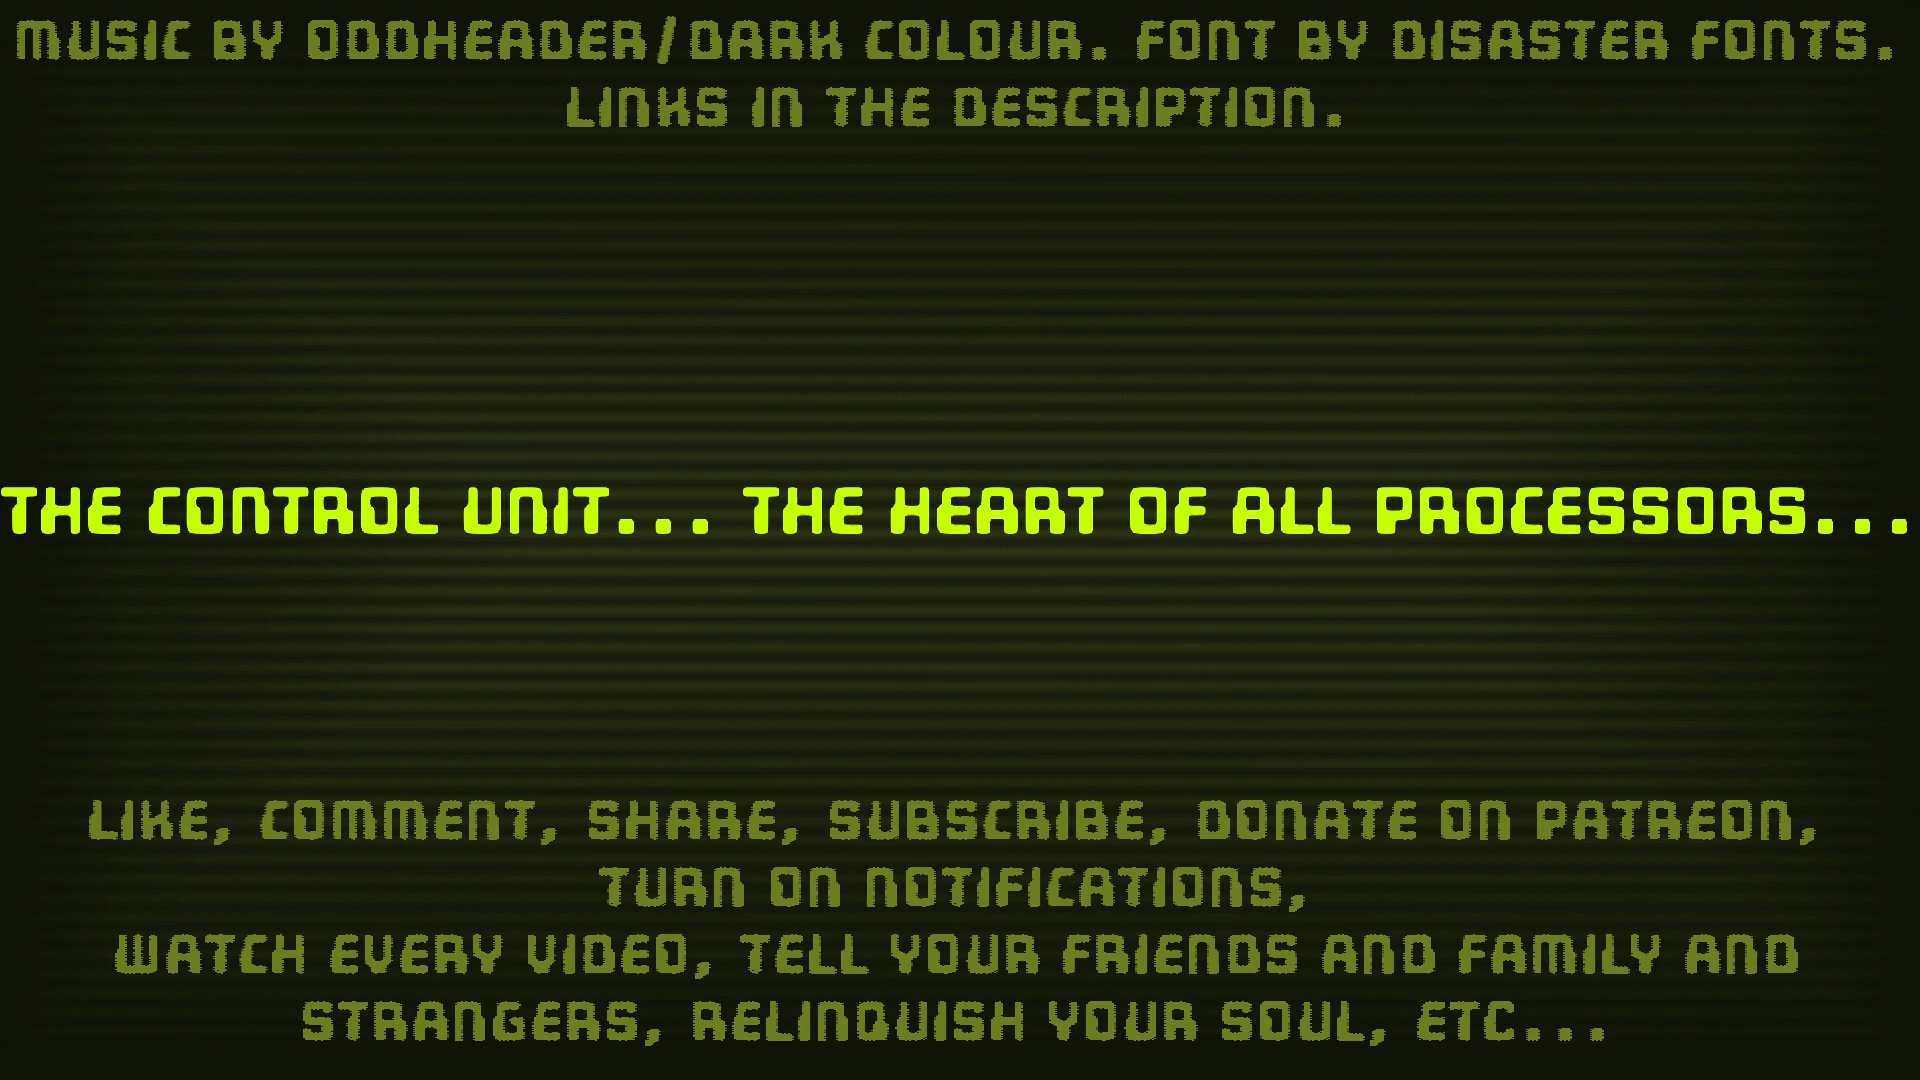 MUSIC BY ODDHEADER/DARK COLOUR. FONT BY DISASTER FONTS.
LINKS IN THE DESCRIPTION.
THE CONTROL UNIT... THE HEART OF ALL PROCESSORS...
LIKE, COMMENT, SHARE, SUBSCRIBE, DONATE ON PATREON,
TURN ON NOTIFICATIONS,
WATCH EVERY VIDEO, TELL YOUR FRIENDS AND FAMILY AND
STRANGERS, RELINQUISH YOUR SOUL, ETC...